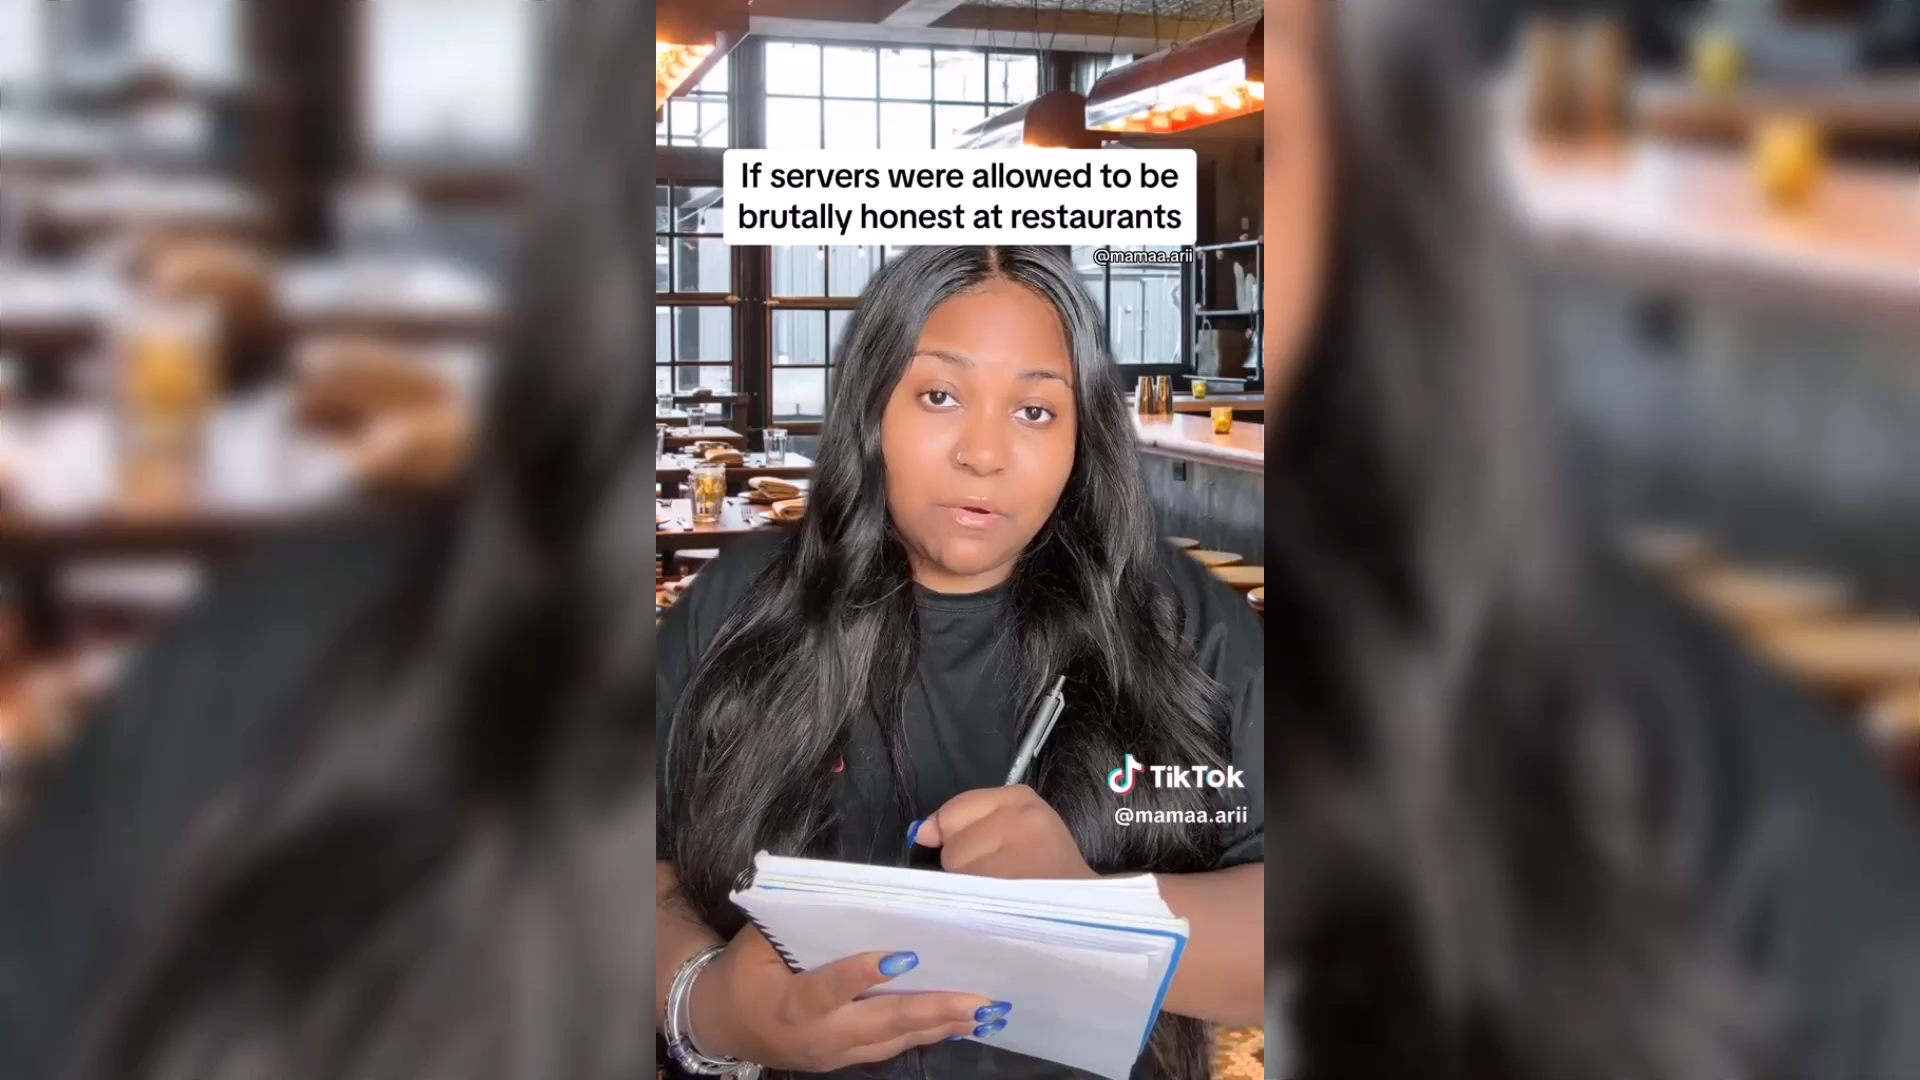 If servers were allowed to be
brutally honest at restaurants
@mamaa.arii
TikTok
@mamaa.arii